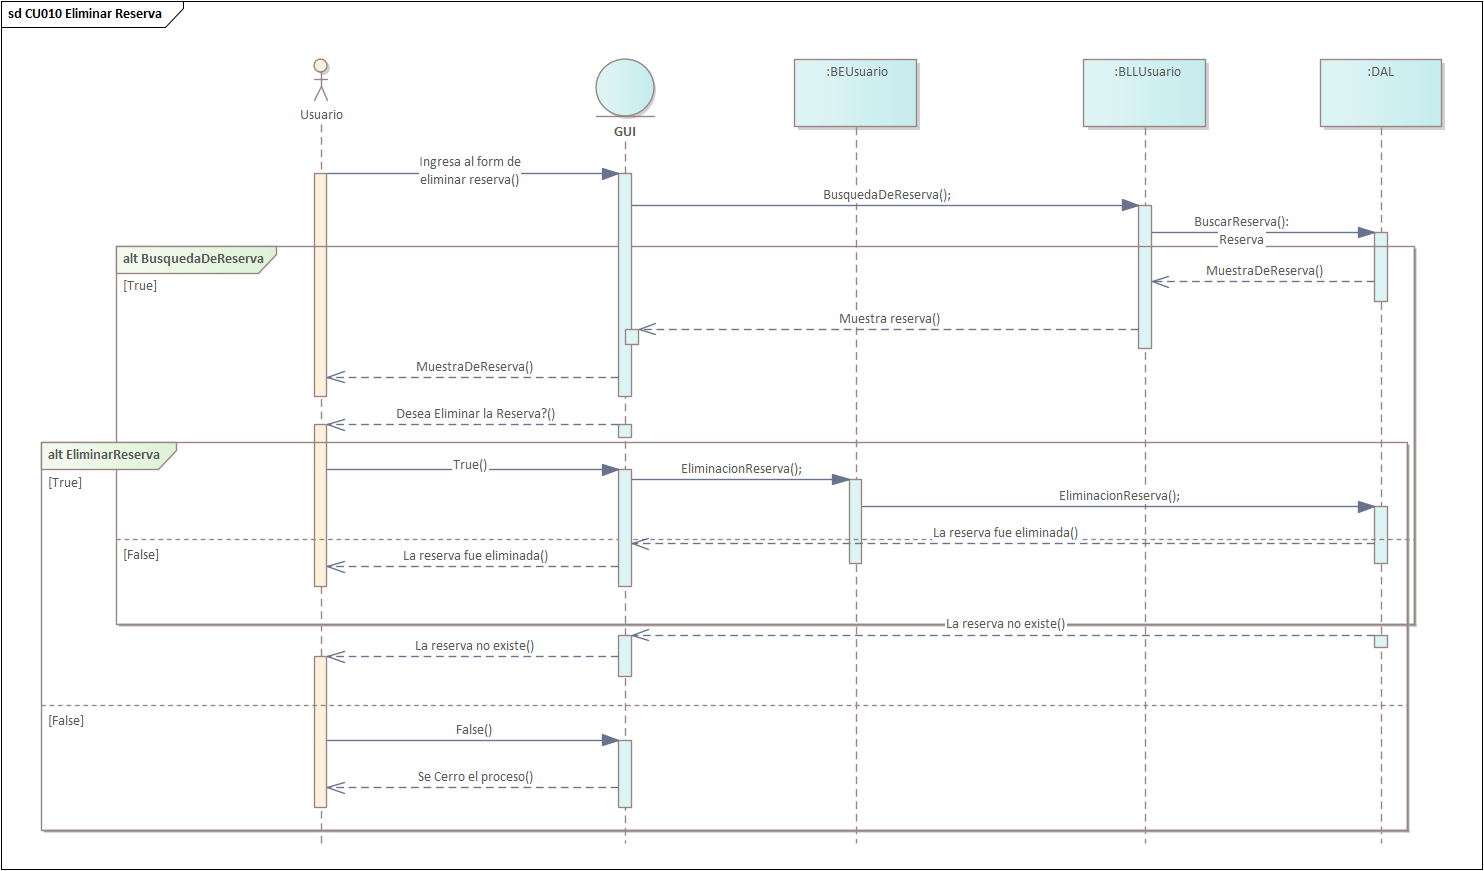 sd CU010 Eliminar Reserva
Usuario
GUI
:BEUsuario
:BLLUsuario
:DAL
Ingresa al form de
eliminar reserva()
BusquedaDeReserva();
BuscarReserva():
Reserva
alt BusquedaDeReserva
[True]
MuestraDeReserva()
Muestra reserva()
MuestraDeReserva()
Desea Eliminar la Reserva?()
alt EliminarReserva
[True]
True()
EliminacionReserva();
EliminacionReserva();
La reserva fue eliminada()
[False]
La reserva fue eliminada()
La reserva no existe()
La reserva no existe()
[False]
False()
Se Cerro el proceso()